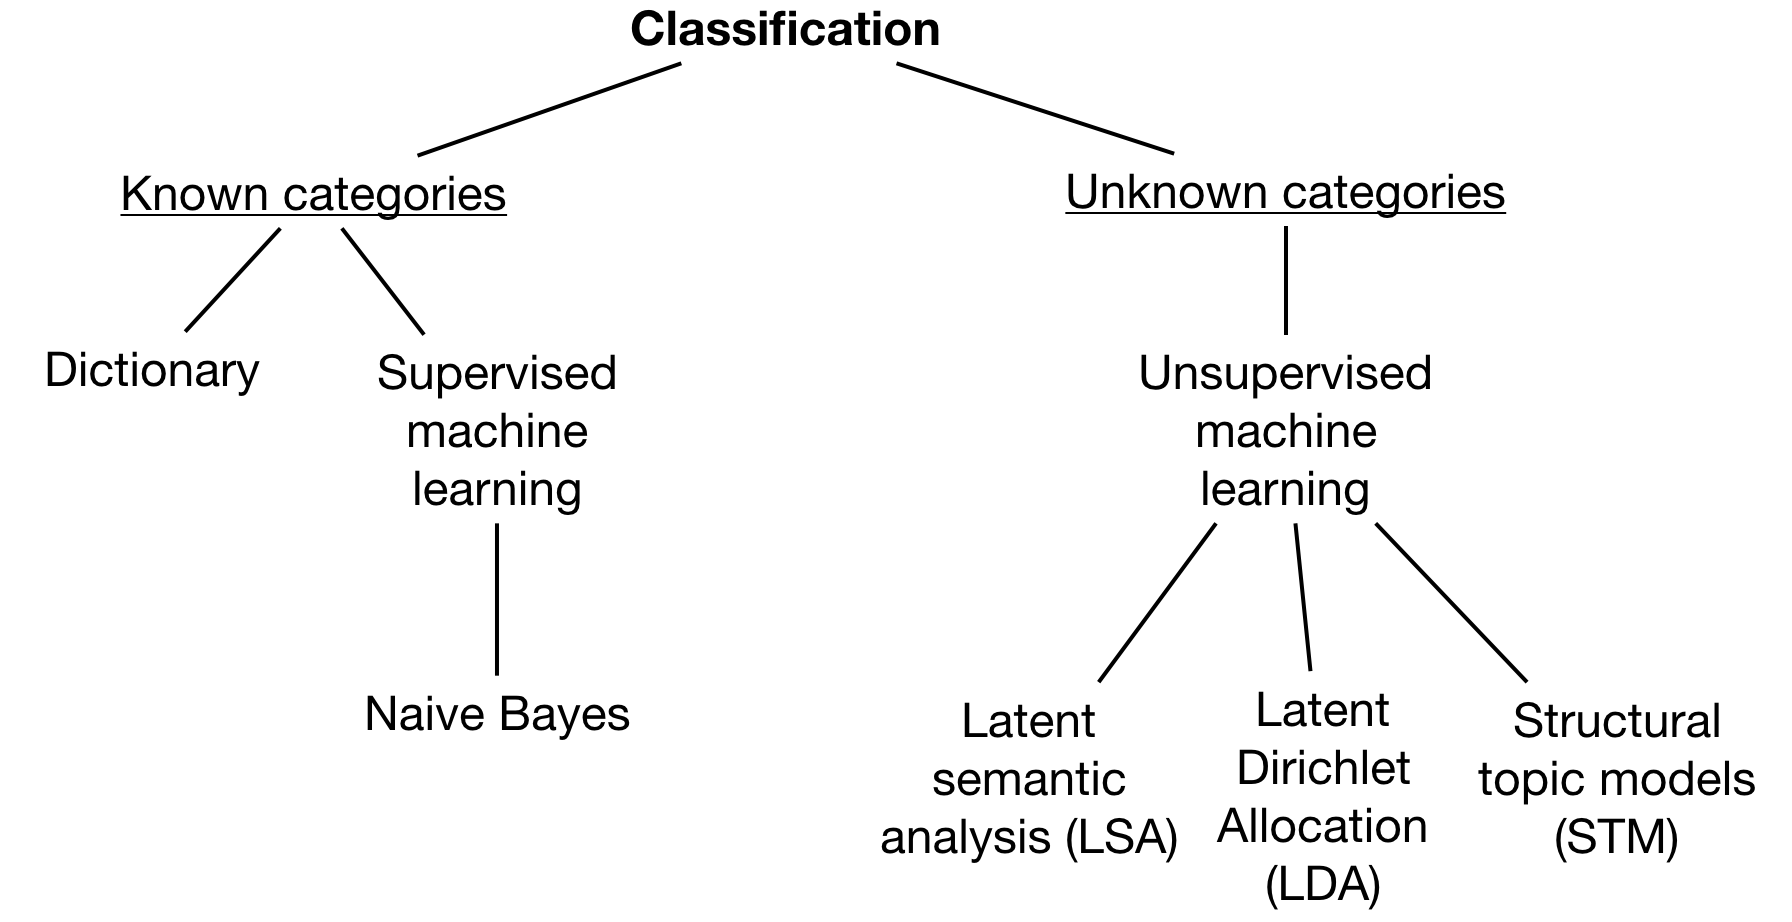 Classification
Known categories
Unknown categories
Dictionary
Supervised
machine
learning
Unsupervised
machine
learning
Naive Bayes
Latent
semantic
analysis (LSA)
Latent
Dirichlet
Allocation
(LDA)
Structural
topic models
(STM)